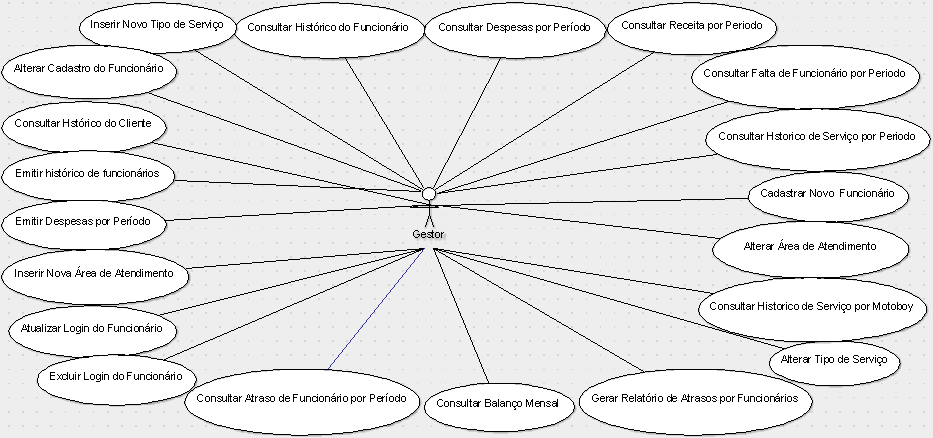 Inserir Novo Tipo de Serviço
Consultar Histórico do Funcionário
Consultar Despesas por Período
Consultar Receita por Periodo
Alterar Cadastro do Funcionário
Consultar Falta de Funcionário por Periodo
Consultar Hstórico do Cliente
Consultar Hstorico de Serviço por Periodo
Emitir histórico de funcionários
Cadastrar Novo Funcionário
Emitir Despesas por Período
Gestor
Alterar Área de Atendimento
Inserir Nova Área de Atendimento
Consultar Historico de Serviço por Motoboy
Atualizar Login do Funcionário
Alterar Tipo de Serviço
Excluir Login do Funcionário
Consultar Atraso de Funcionário por Período
Consultar Balanço Mensal
Gerar Relatório de Atrasos por Funcionários